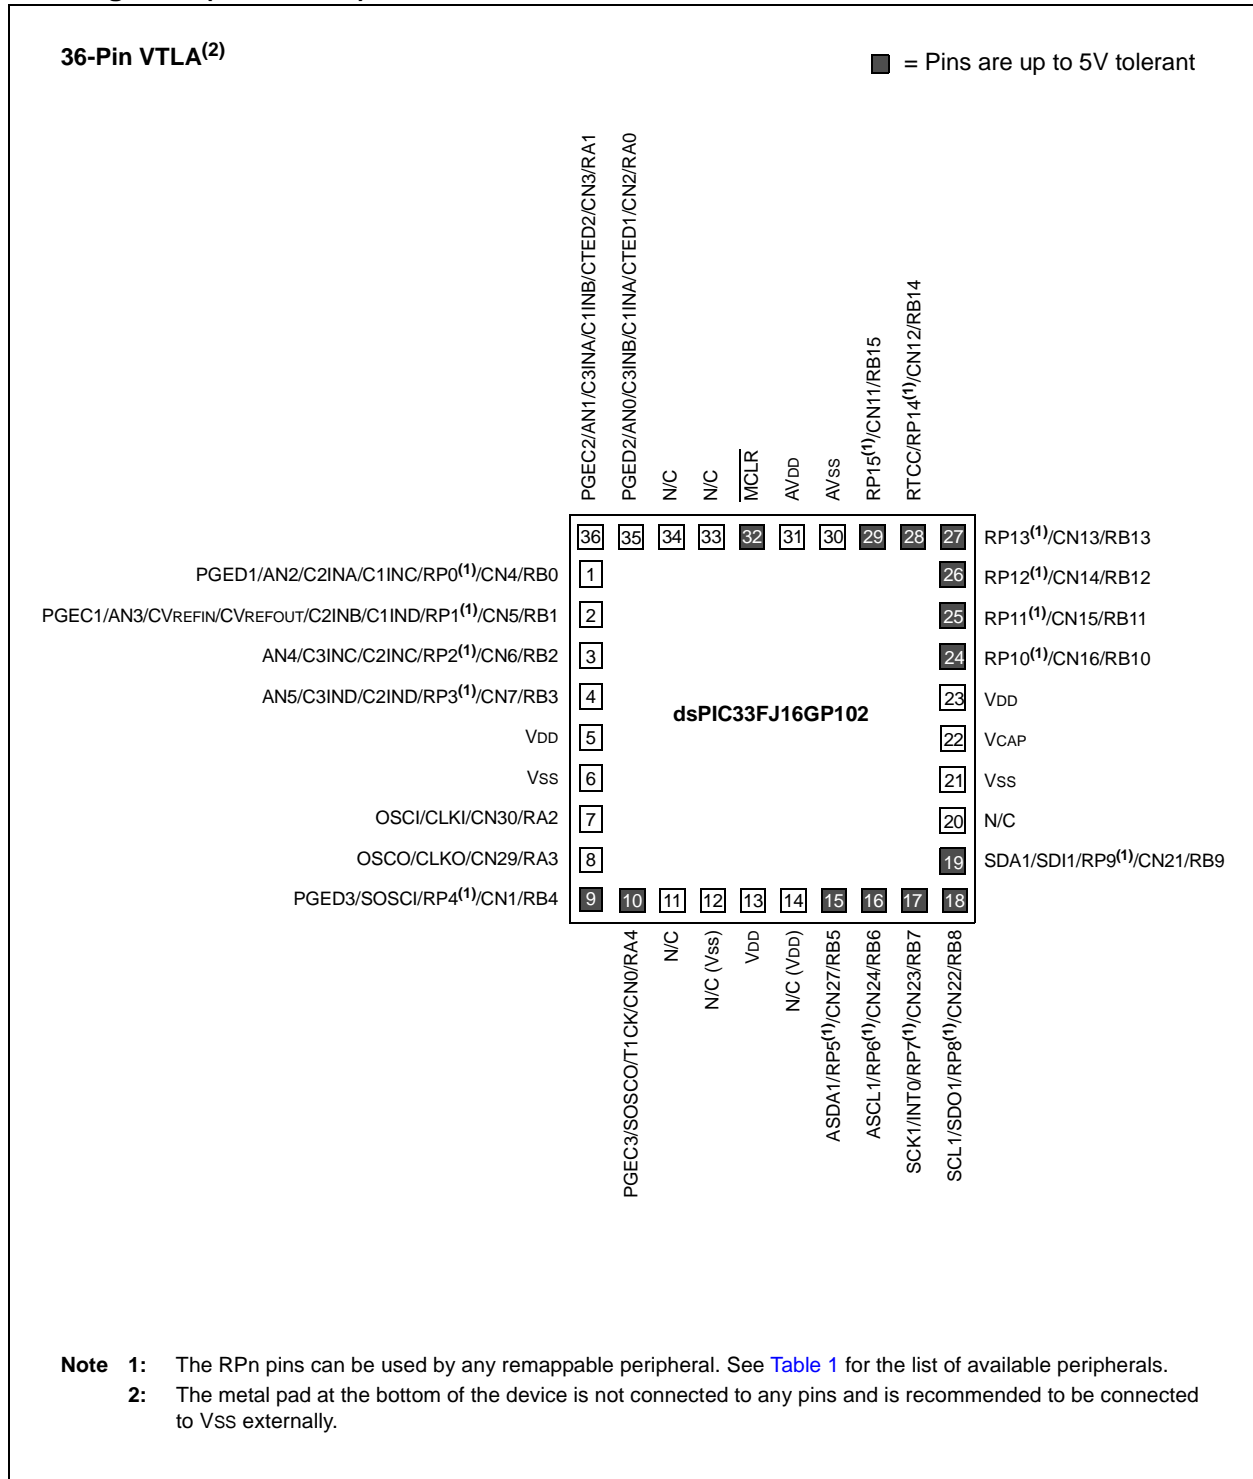 36-Pin VTLA(2)
= Pins are up to 5V tolerant
PGEC2/AN1/C3INA/C1INB/CTED2/CN3/RA1
PGED2/AN0/C3INB/C1INA/CTED1/CN2/RA0
N/C
N/C
MCLR
AVDD
AVSS
RP15(1)/CN11/RB15
RTCC/RP14(1)/CN12/RB14
36 35 34 33 32 31 30 29 28 27 RP13(1)/CN13/RB13
PGED1/AN2/C2INA/C1INC/RP0(1)/CN4/RB0 1 26 RP12(1)/CN14/RB12
PGEC1/AN3/CVREFIN/CVREFOUT/C2INB/C1IND/RP1(1)/CN5/RB1 2 25 RP11(1)/CN15/RB11
AN4/C3INC/C2INC/RP2(1)/CN6/RB2 3 24 RP10(1)/CN16/RB10
AN5/C3IND/C2IND/RP3(1)/CN7/RB3 4 23 VDD
dsPIC33FJ16GP102
VDD 5 22 VCAP
VSS 6 21 VSS
OSCI/CLKI/CN30/RA2 7 20 N/C
OSCO/CLKO/CN29/RA3 8 19 SDA1/SDI1/RP9(1)/CN21/RB9
PGED3/SOSCI/RP4(1)/CN1/RB4 9 10 11 12 13 14 15 16 17 18
PGEC3/SOSCO/T1CK/CN0/RA4
N/C
N/C (Vss)
VDD
N/C (VDD)
ASDA1/RP5(1)/CN27/RB5
ASCL1/RP6(1)/CN24/RB6
SCK1/INT0/RP7(1)/CN23/RB7
SCL1/SDO1/RP8(1)/CN22/RB8
Note 1: The RPn pins can be used by any remappable peripheral. See Table 1 for the list of available peripherals.
2: The metal pad at the bottom of the device is not connected to any pins and is recommended to be connected
to VSS externally.